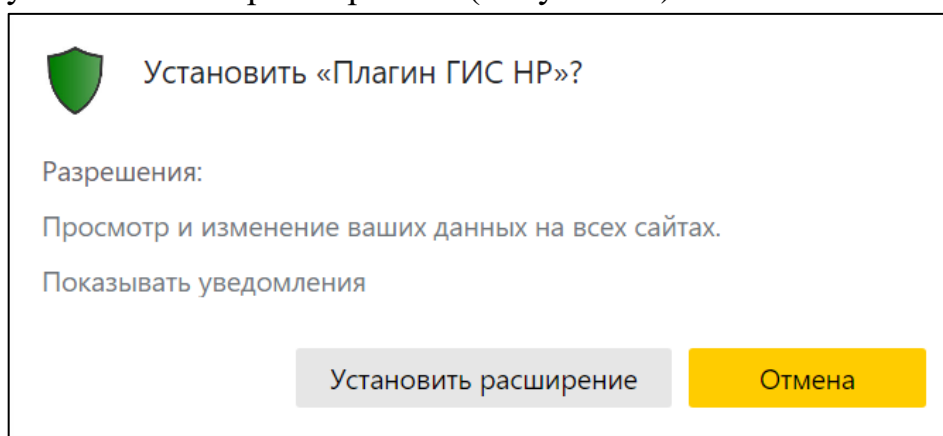 Установить «Плагин ГИС НР»?
Разрешения:
Просмотр и изменение ваших данных на всех сайтах.
Показывать уведомления
Установить расширение Отмена